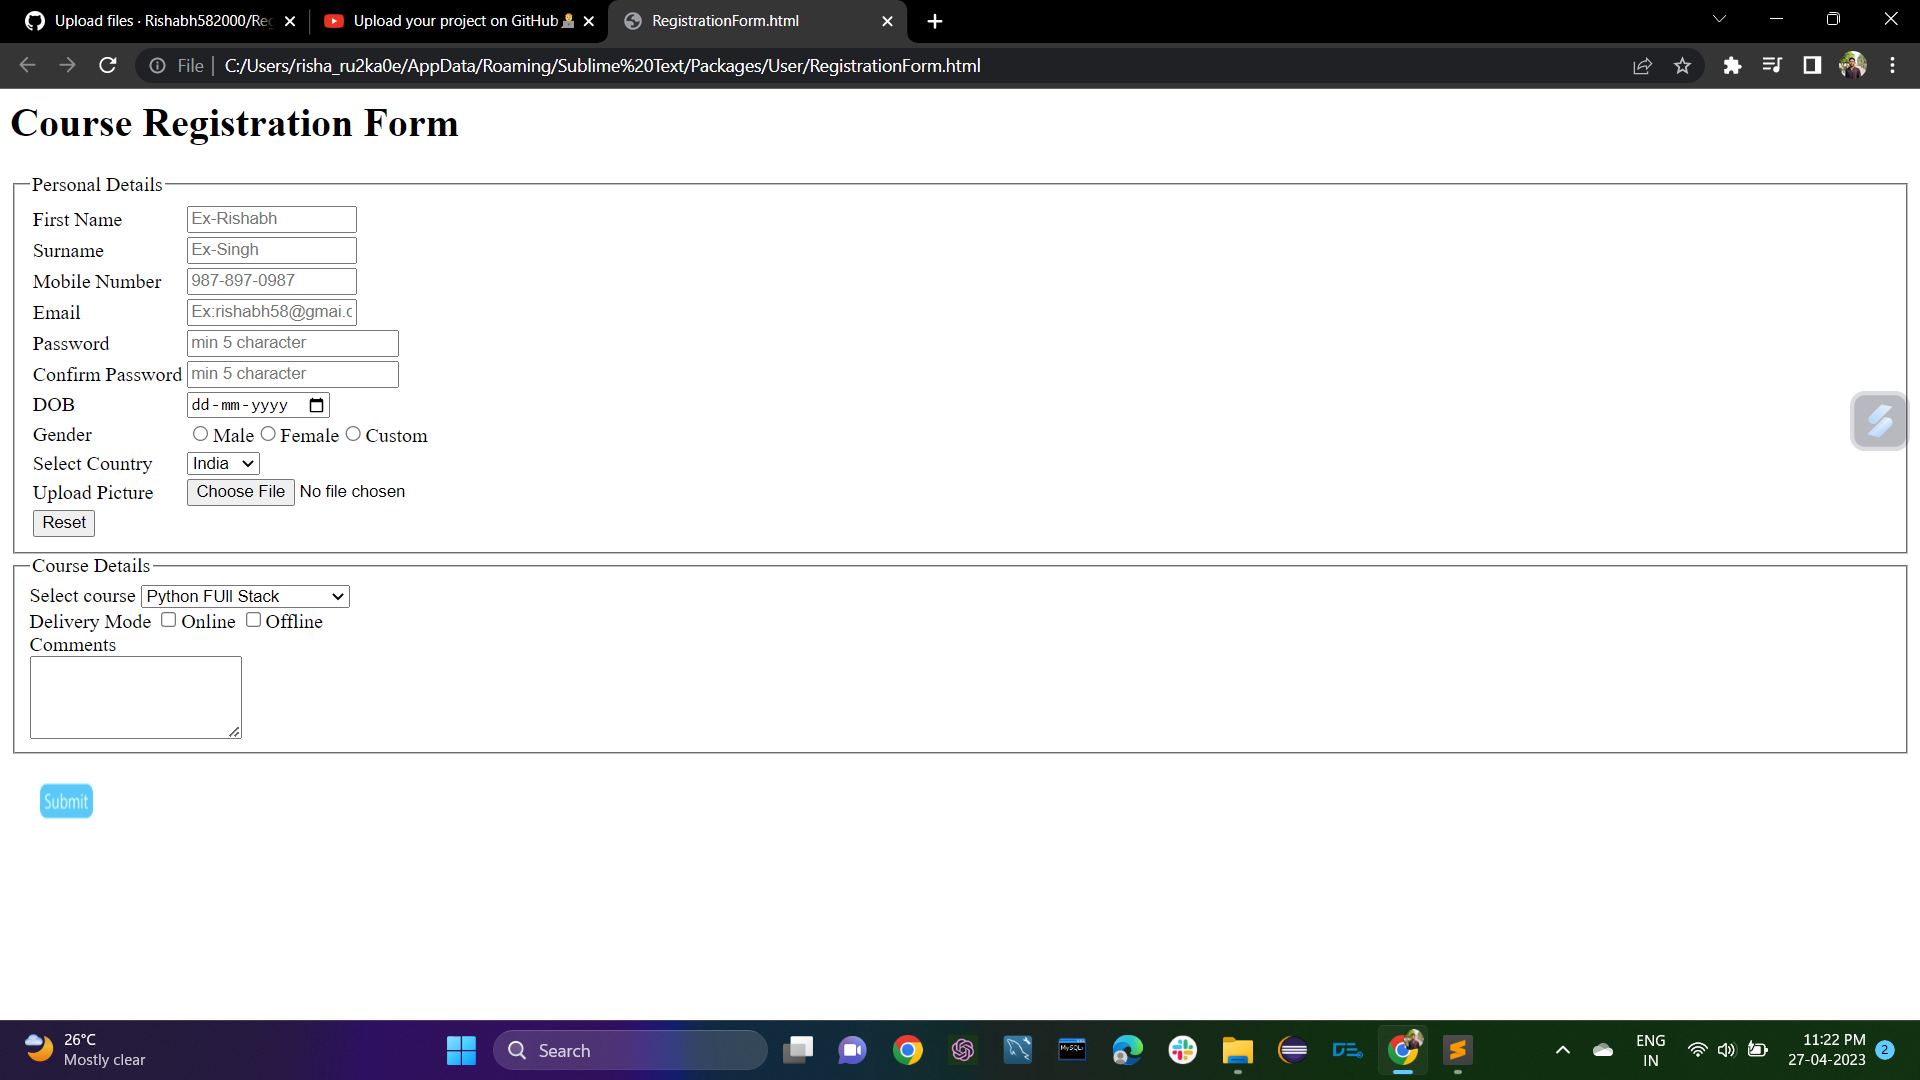 Upload files · Rishabh582000/Reg
Upload your project on GitHub
RegistrationForm.html
File
C:/Users/risha_ru2ka0e/AppData/Roaming/Sublime%20Text/Packages/User/RegistrationForm.html
Course Registration Form
Personal Details
First Name Ex-Rishabh
Surname Ex-Singh
Mobile Number 987-897-0987
Email Ex:rishabh58@gmai.c
Password min 5 character
Confirm Password min 5 character
DOB dd-mm-yyyy
Gender Male Female Custom
Select Country India
Upload Picture Choose File No file chosen
Reset
Course Details
Select course Python FUll Stack
Delivery Mode Online Offline
Comments
Submit
26°C
Mostly clear
Search
MySQL
ENG
IN
11:22 PM
27-04-2023
2